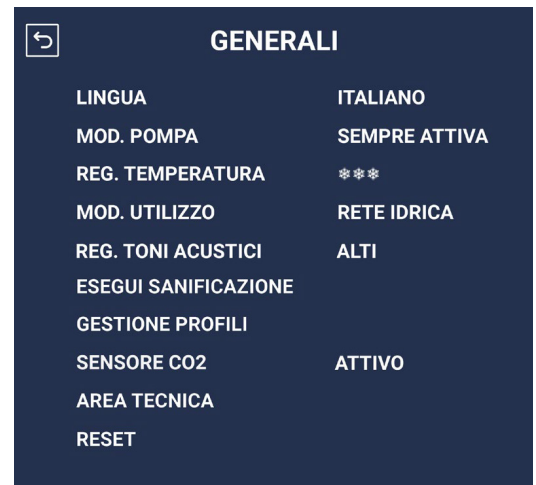 GENERALI
LINGUA ITALIANO
MOD. POMPA SEMPRE ATTIVA
REG. TEMPERATURA ❄❄❄
MOD. UTILIZZO RETE IDRICA
REG. TONI ACUSTICI ALTI
ESEGUI SANIFICAZIONE
GESTIONE PROFILI
SENSORE CO2 ATTIVO
AREA TECNICA
RESET